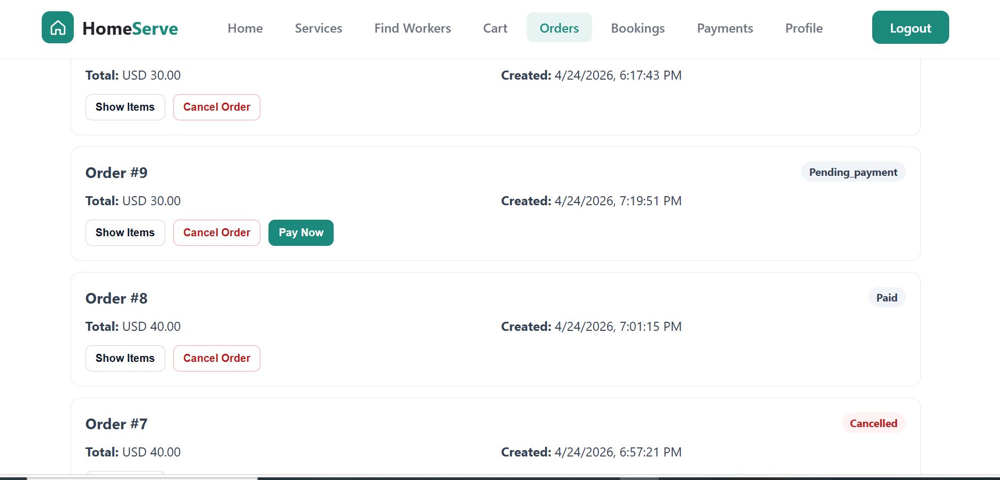 HomeServe Home Services Find Workers Cart Orders Bookings Payments Profile Logout
Total: USD 30.00 Created: 4/24/2026, 6:17:43 PM
Show Items Cancel Order
Order #9 Pending_payment
Total: USD 30.00 Created: 4/24/2026, 7:19:51 PM
Show Items Cancel Order Pay Now
Order #8 Paid
Total: USD 40.00 Created: 4/24/2026, 7:01:15 PM
Show Items Cancel Order
Order #7 Cancelled
Total: USD 40.00 Created: 4/24/2026, 6:57:21 PM